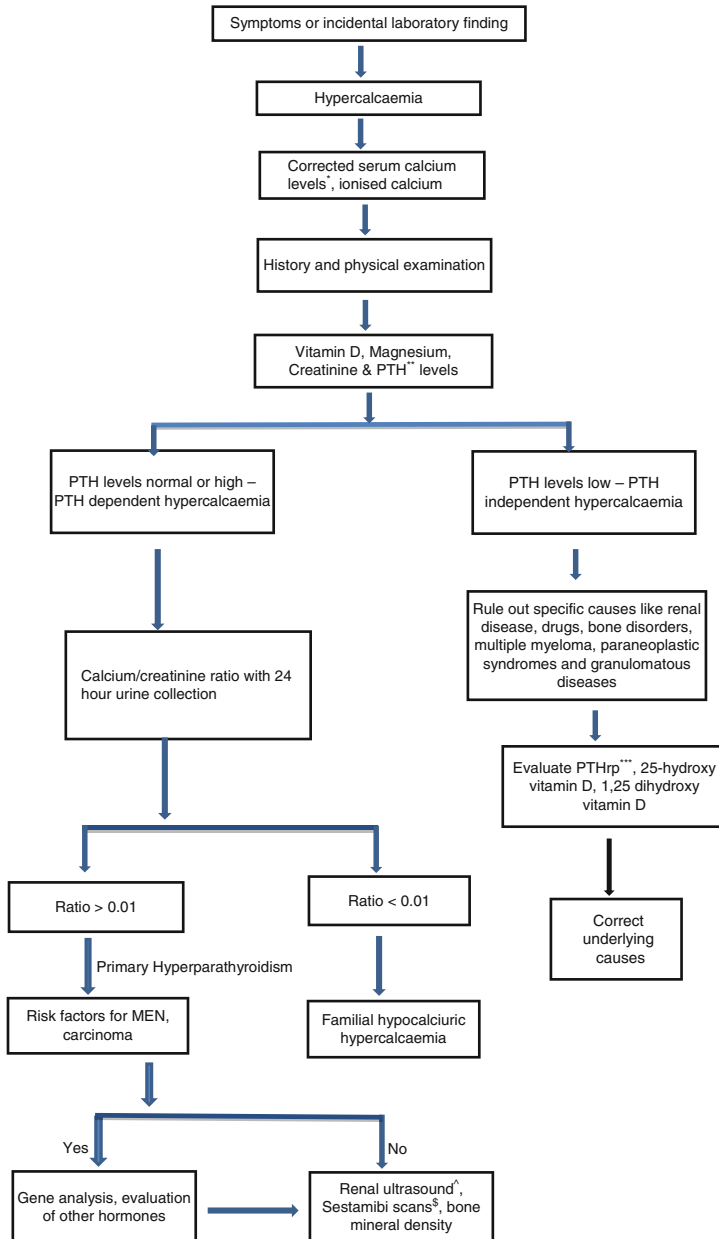 Symptoms or incidental laboratory finding
Hypercalcaemia
Corrected serum calcium
levels*, ionised calcium
History and physical examination
Vitamin D, Magnesium,
Creatinine & PTH** levels
PTH levels normal or high –
PTH dependent hypercalcaemia
PTH levels low – PTH
independent hypercalcaemia
Rule out specific causes like renal
disease, drugs, bone disorders,
multiple myeloma, paraneoplastic
syndromes and granulomatous
diseases
Calcium/creatinine ratio with 24
hour urine collection
Evaluate PTHrp***, 25-hydroxy
vitamin D, 1,25 dihydroxy
vitamin D
Ratio > 0.01
Ratio < 0.01
Correct
underlying
causes
Primary Hyperparathyroidism
Risk factors for MEN,
carcinoma
Familial hypocalciuric
hypercalcaemia
Yes
No
Gene analysis, evaluation
of other hormones
Renal ultrasound^,
Sestamibi scans$, bone
mineral density